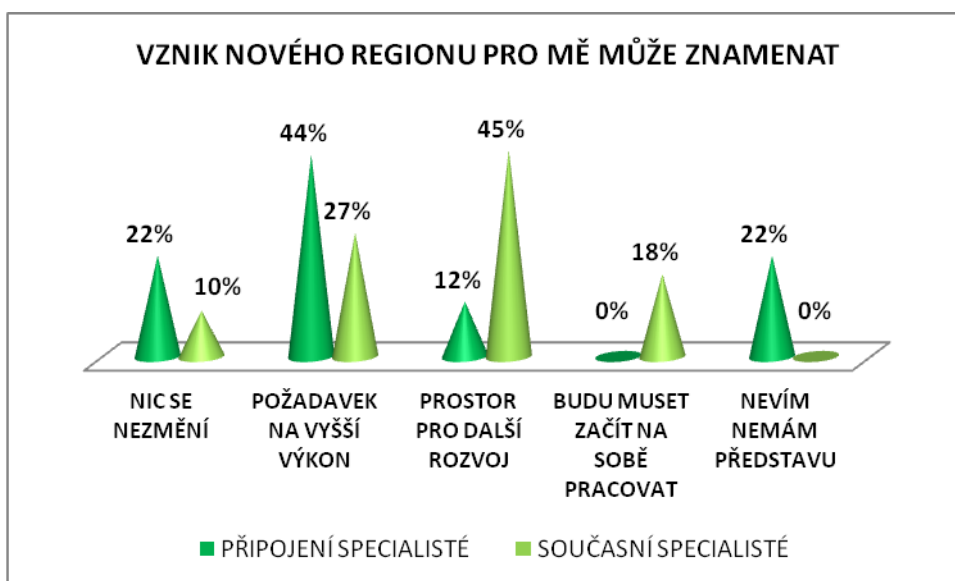 VZNIK NOVÉHO REGIONU PRO MĚ MŮŽE ZNAMENAT
22%
10%
44%
27%
12%
45%
0%
18%
22%
0%
NIC SE
NEZMĚNÍ
POŽADAVEK
NA VYŠŠÍ
VÝKON
PROSTOR
PRO DALŠÍ
ROZVOJ
BUDU MUSET
ZAČÍT NA
SOBĚ
PRACOVAT
NEVÍM
NEMÁM
PŘEDSTAVU
PŘIPOJENÍ SPECIALISTÉ
SOUČASNÍ SPECIALISTÉ